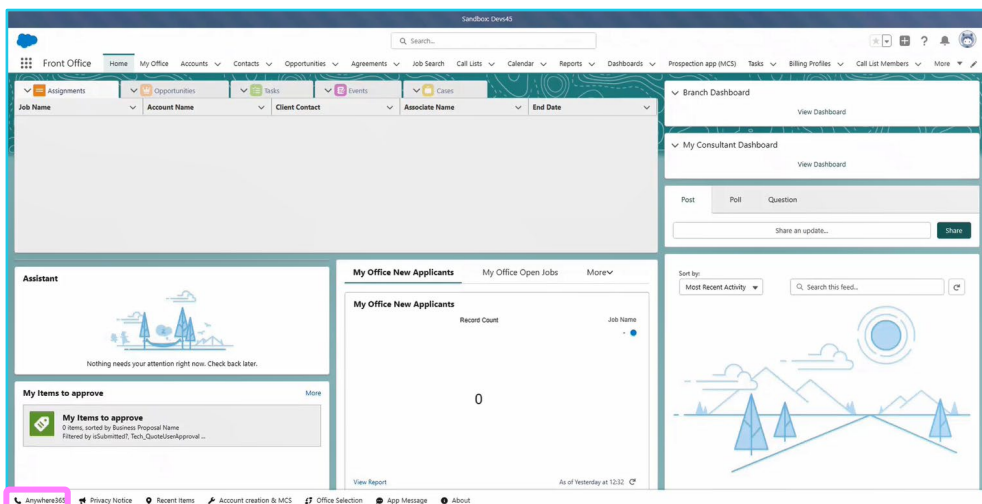 Sandbox: Devs45
Search...
Front Office Home My Office Accounts Contacts Opportunities Agreements Job Search Call Lists Calendar Reports Dashboards Prospection app (MCS) Tasks Billing Profiles Call List Members More
Assignments Opportunities Tasks Events Cases
Job Name Account Name Client Contact Associate Name End Date
Branch Dashboard
View Dashboard
My Consultant Dashboard
View Dashboard
Post Poll Question
Share an update... Share
Assistant
Nothing needs your attention right now. Check back later.
My Items to approve More
My Items to approve
0 items, sorted by Business Proposal Name
Filtered by isSubmitted?, Tech_QuoteUserApproval ...
My Office New Applicants My Office Open Jobs More
My Office New Applicants
Record Count Job Name
-
0
View Report As of Yesterday at 12:32
Sort by:
Most Recent Activity Search this feed...
Anywhere365 Privacy Notice Recent Items Account creation & MCS Office Selection App Message About